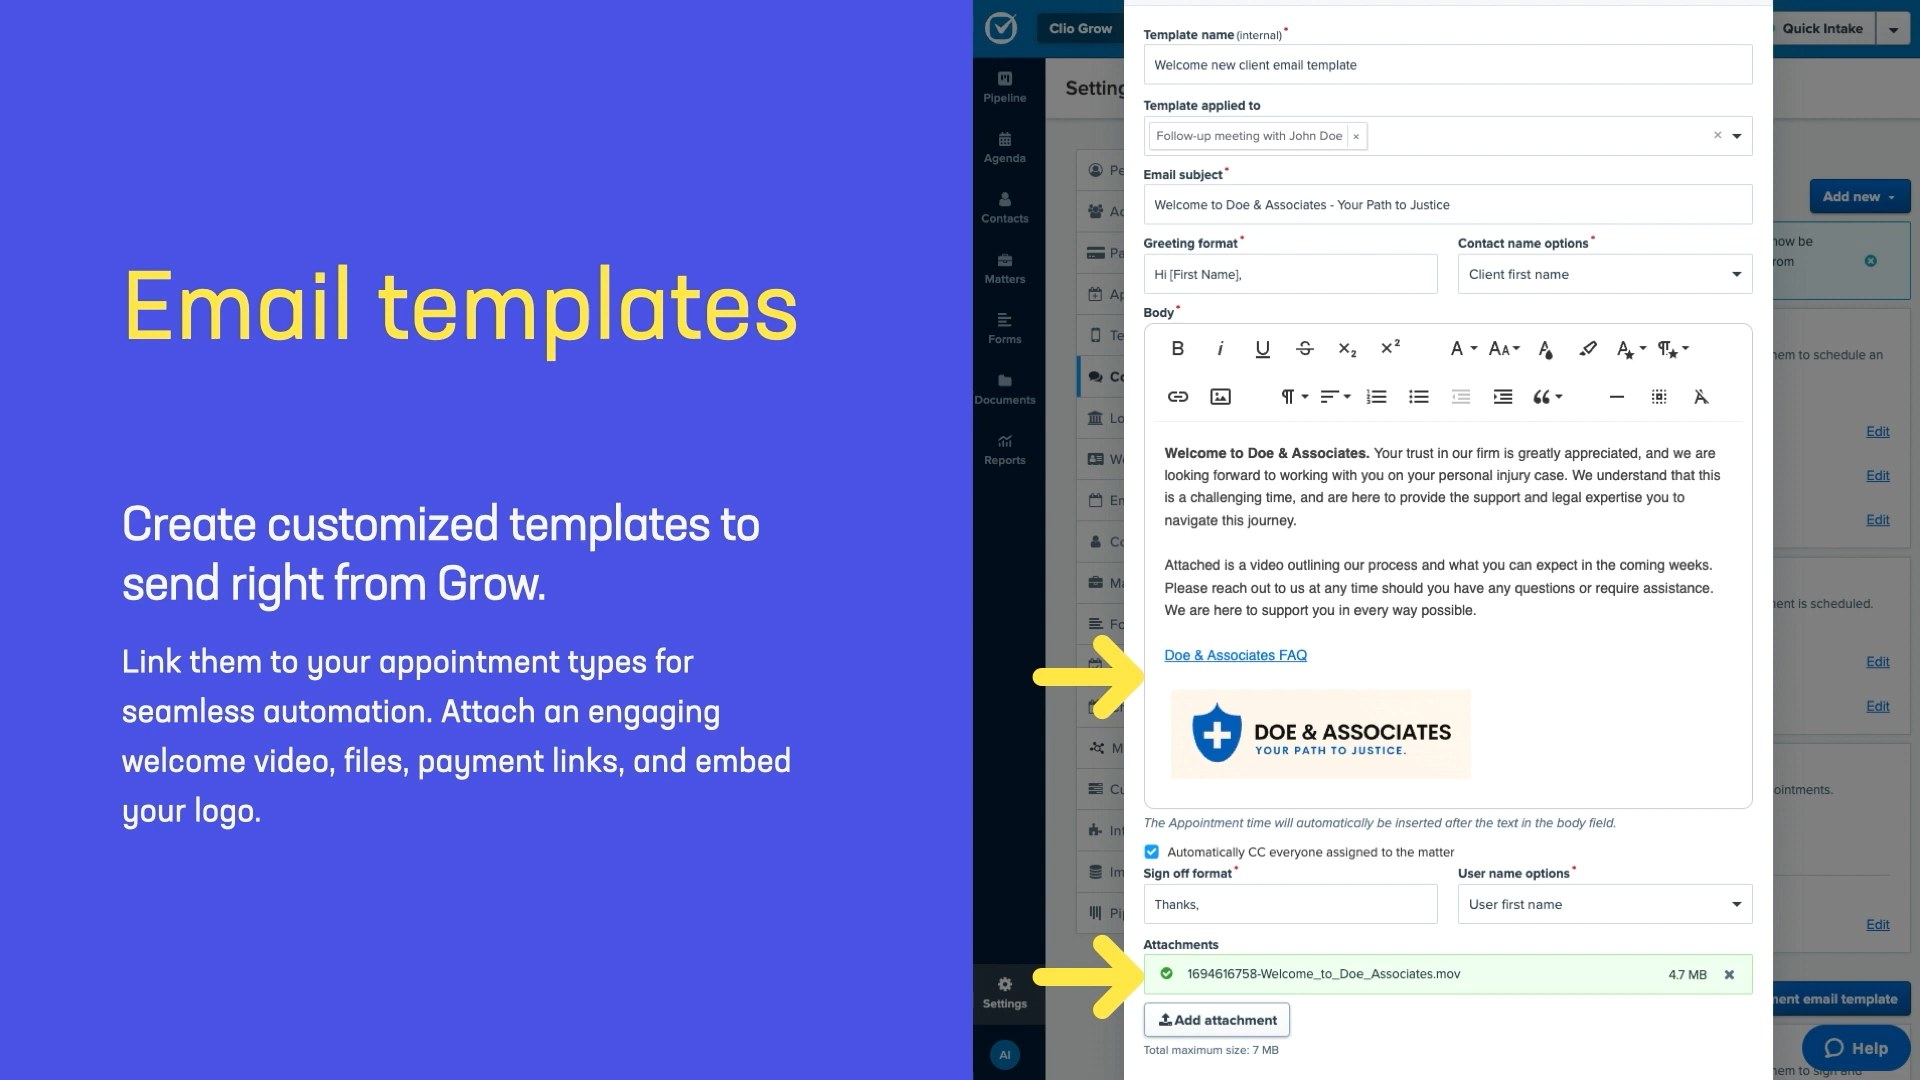 Email templates
Create customized templates to
send right from Grow.
Link them to your appointment types for
seamless automation. Attach an engaging
welcome video, files, payment links, and embed
your logo.
Clio Grow
Quick Intake
Pipeline
Agenda
Contacts
Matters
Forms
Documents
Reports
Settings
AI
Add new
Edit
Edit
Edit
Edit
Edit
Edit
em to schedule an
ent is scheduled.
ointments.
ent email template
Help
Template name (internal)*
Welcome new client email template
Template applied to
Follow-up meeting with John Doe ×
Email subject*
Welcome to Doe & Associates - Your Path to Justice
Greeting format*
Contact name options*
Hi [First Name],
Client first name
Body*
Welcome to Doe & Associates. Your trust in our firm is greatly appreciated, and we are
looking forward to working with you on your personal injury case. We understand that this
is a challenging time, and are here to provide the support and legal expertise you to
navigate this journey.
Attached is a video outlining our process and what you can expect in the coming weeks.
Please reach out to us at any time should you have any questions or require assistance.
We are here to support you in every way possible.
Doe & Associates FAQ
DOE & ASSOCIATES
YOUR PATH TO JUSTICE.
The Appointment time will automatically be inserted after the text in the body field.
Automatically CC everyone assigned to the matter
Sign off format*
User name options*
Thanks,
User first name
Attachments
1694616758-Welcome_to_Doe_Associates.mov 4.7 MB
Add attachment
Total maximum size: 7 MB